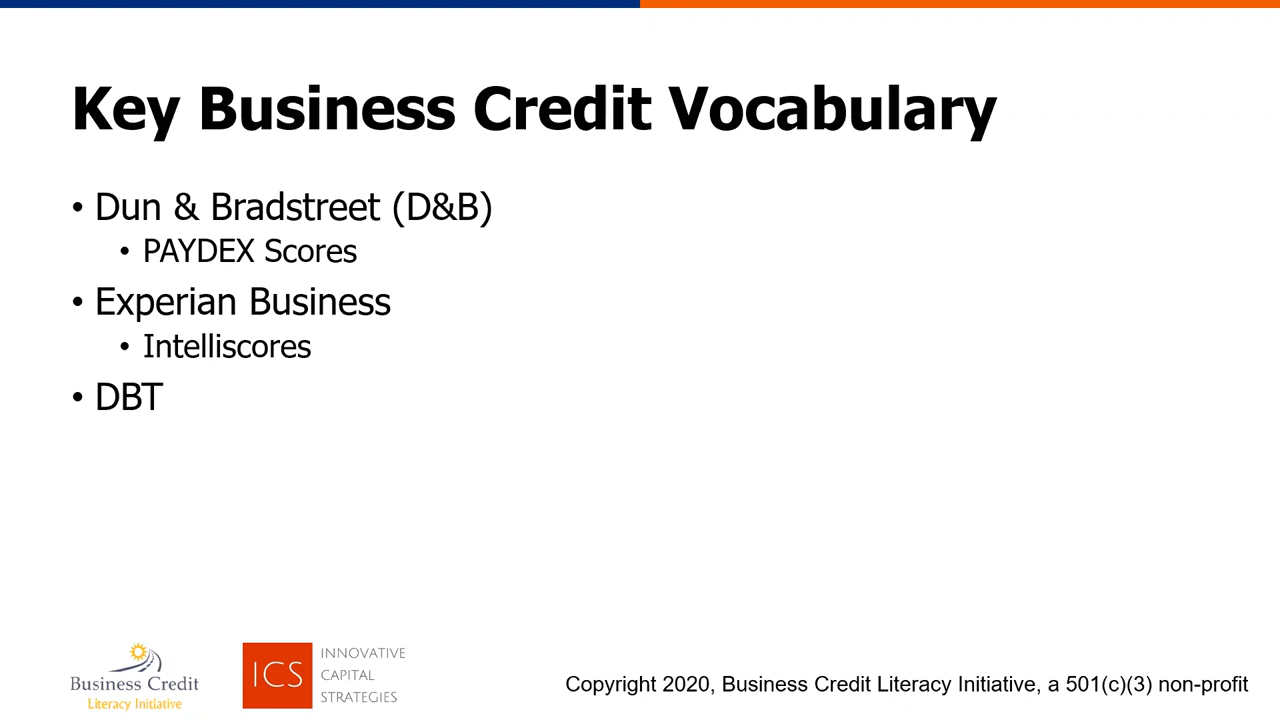 Key Business Credit Vocabulary
• Dun & Bradstreet (D&B)
• PAYDEX Scores
• Experian Business
• Intelliscores
• DBT
Business Credit
Literacy Initiative
ICS
INNOVATIVE
CAPITAL
STRATEGIES
Copyright 2020, Business Credit Literacy Initiative, a 501(c)(3) non-profit